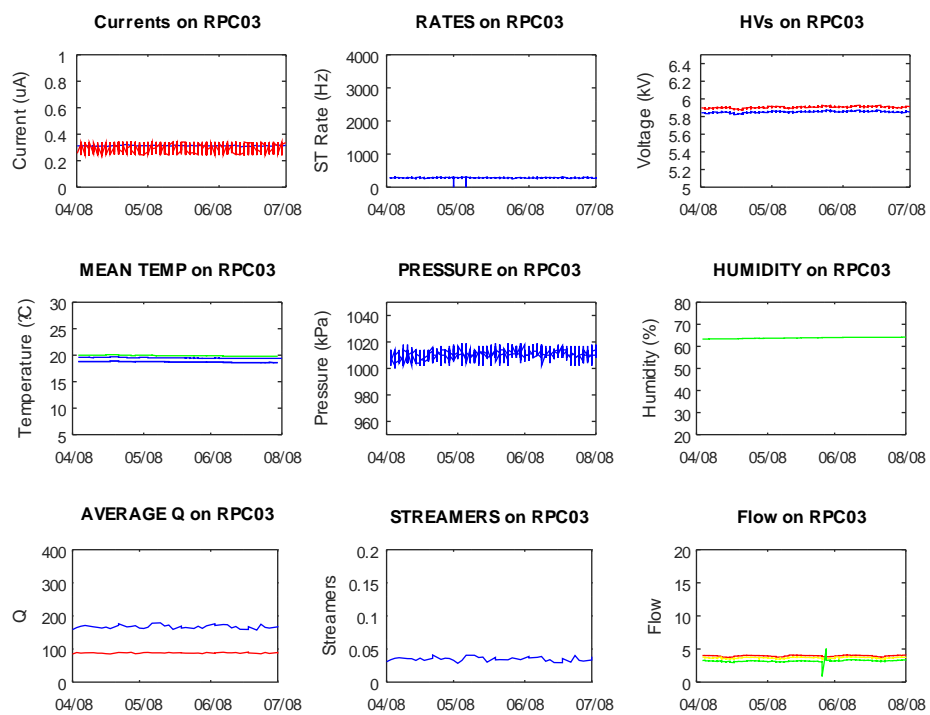 Currents on RPC03
Current (uA)
1
0.8
0.6
0.4
0.2
0
04/08 05/08 06/08 07/08
RATES on RPC03
ST Rate (Hz)
4000
3000
2000
1000
0
04/08 05/08 06/08 07/08
HVs on RPC03
Voltage (kV)
6.4
6.2
6
5.8
5.6
5.4
5.2
5
04/08 05/08 06/08 07/08
MEAN TEMP on RPC03
Temperature (?C)
30
25
20
15
10
5
04/08 05/08 06/08 07/08
PRESSURE on RPC03
Pressure (kPa)
1040
1020
1000
980
960
04/08 05/08 06/08 07/08
HUMIDITY on RPC03
Humidity (%)
80
70
60
50
40
30
20
04/08 05/08 06/08 08/08
AVERAGE Q on RPC03
Q
400
300
200
100
0
04/08 05/08 06/08 07/08
STREAMERS on RPC03
Streamers
0.2
0.15
0.1
0.05
0
04/08 05/08 06/08 07/08
Flow on RPC03
Flow
20
15
10
5
0
04/08 05/08 06/08 08/08